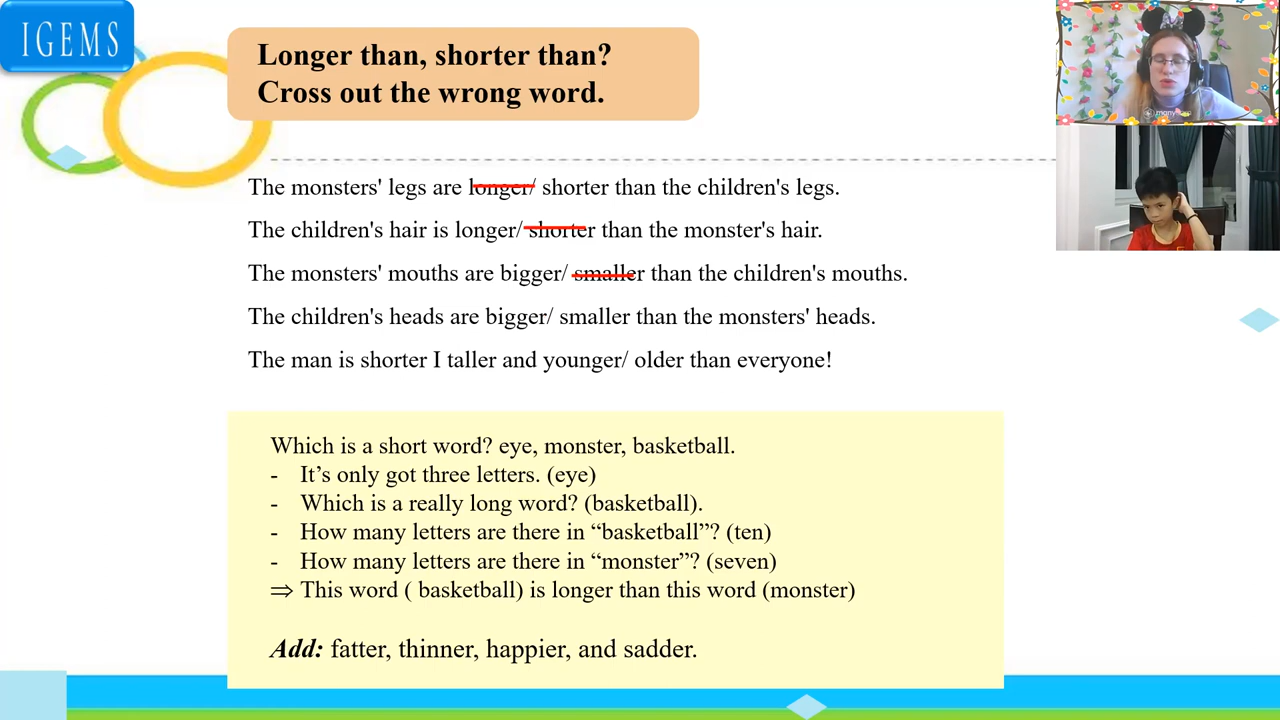 IGEMS
Longer than, shorter than?
Cross out the wrong word.
The monsters' legs are longer/ shorter than the children's legs.
The children's hair is longer/ shorter than the monster's hair.
The monsters' mouths are bigger/ smaller than the children's mouths.
The children's heads are bigger/ smaller than the monsters' heads.
The man is shorter I taller and younger/ older than everyone!
Which is a short word? eye, monster, basketball.
- It’s only got three letters. (eye)
- Which is a really long word? (basketball).
- How many letters are there in “basketball”? (ten)
- How many letters are there in “monster”? (seven)
⇒ This word ( basketball) is longer than this word (monster)
Add: fatter, thinner, happier, and sadder.